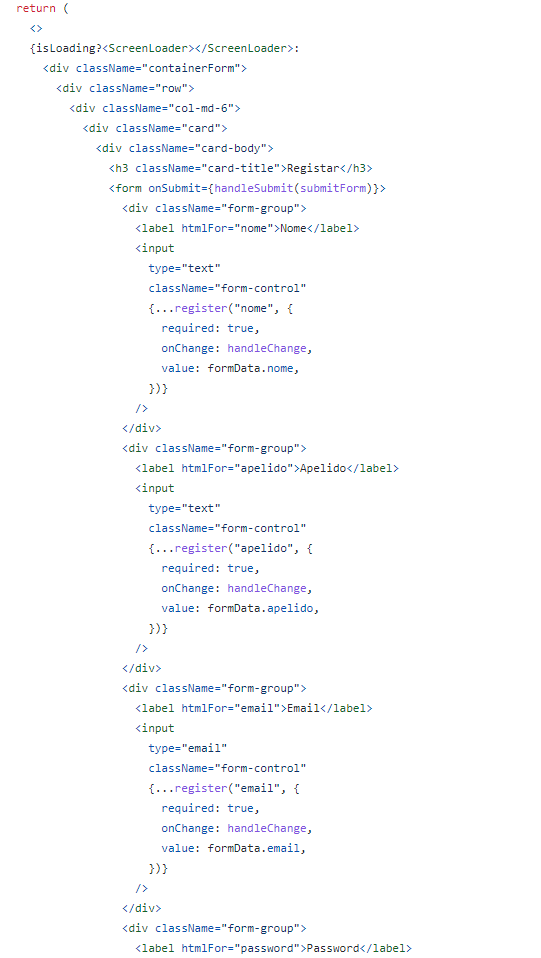 return (
<>
{isLoading?<ScreenLoader></ScreenLoader>:
<div className="containerForm">
<div className="row">
<div className="col-md-6">
<div className="card">
<div className="card-body">
<h3 className="card-title">Registar</h3>
<form onSubmit={handleSubmit(submitForm)}>
<div className="form-group">
<label htmlFor="nome">Nome</label>
<input
type="text"
className="form-control"
{...register("nome", {
required: true,
onChange: handleChange,
value: formData.nome,
})}
/>
</div>
<div className="form-group">
<label htmlFor="apelido">Apelido</label>
<input
type="text"
className="form-control"
{...register("apelido", {
required: true,
onChange: handleChange,
value: formData.apelido,
})}
/>
</div>
<div className="form-group">
<label htmlFor="email">Email</label>
<input
type="email"
className="form-control"
{...register("email", {
required: true,
onChange: handleChange,
value: formData.email,
})}
/>
</div>
<div className="form-group">
<label htmlFor="password">Password</label>